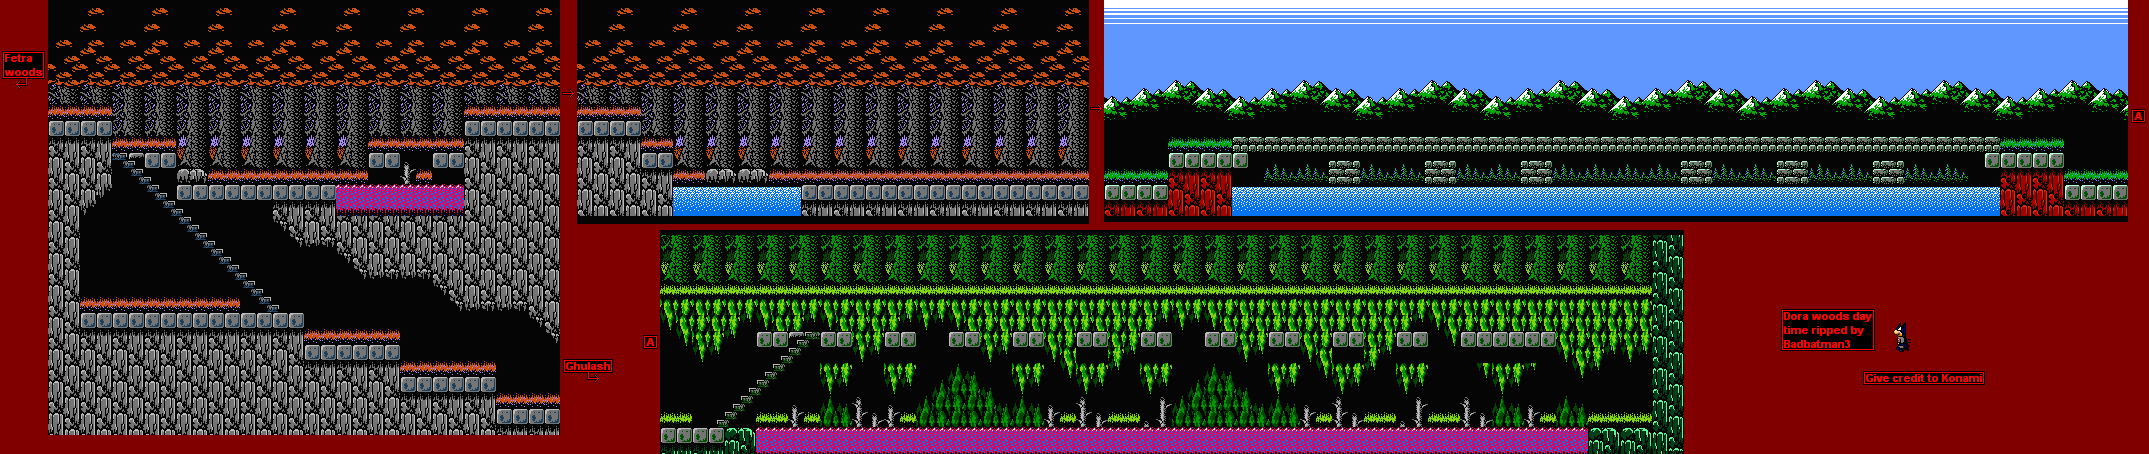 Fetra
woods
A
A
Ghulash
Dora woods day
time ripped by
Badbatman3
Give credit to Konami